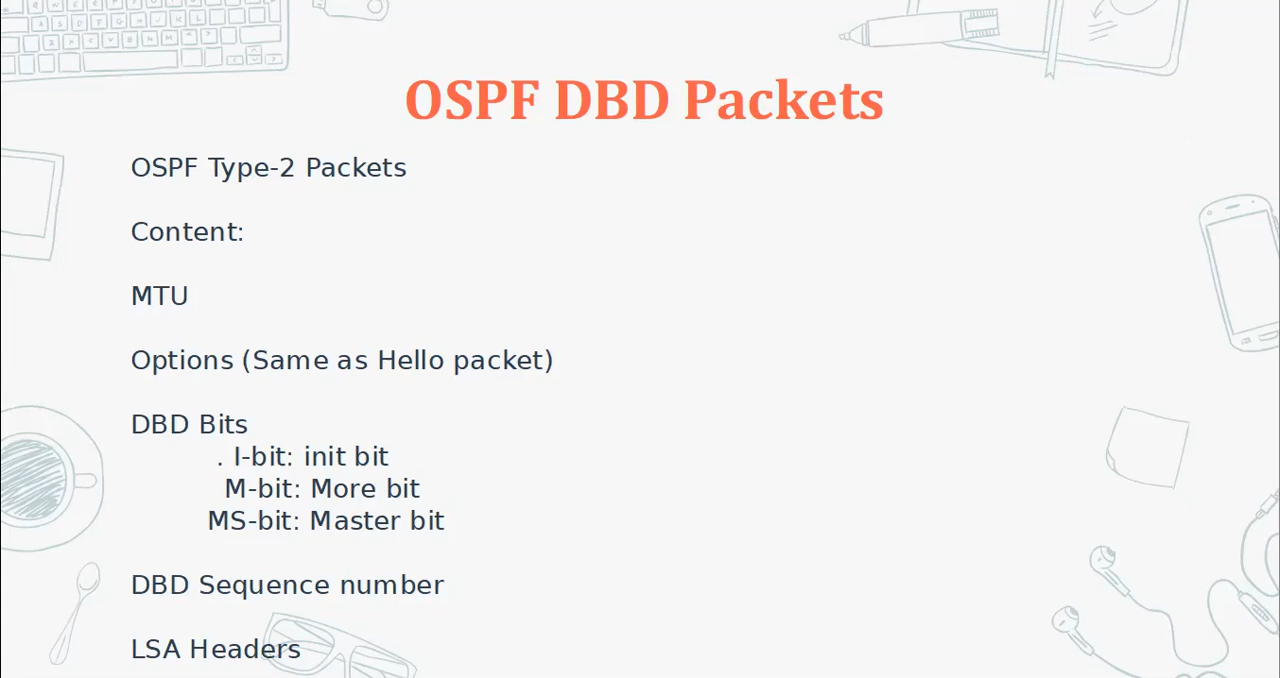 OSPF DBD Packets
OSPF Type-2 Packets
Content:
MTU
Options (Same as Hello packet)
DBD Bits
. I-bit: init bit
M-bit: More bit
MS-bit: Master bit
DBD Sequence number
LSA Headers